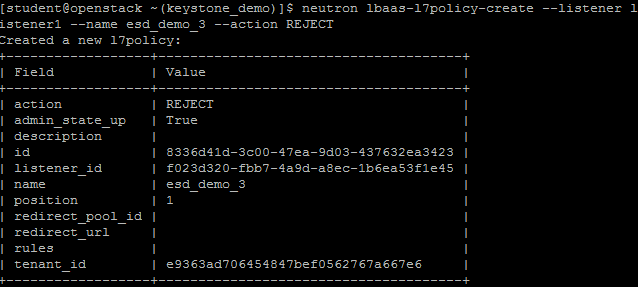 [student@openstack ~(keystone_demo)]$ neutron lbaas-l7policy-create --listener l
istener1 --name esd_demo_3 --action REJECT
Created a new l7policy:
+------------------+--------------------------------------+
| Field            | Value                                |
+------------------+--------------------------------------+
| action           | REJECT                               |
| admin_state_up   | True                                 |
| description      |                                      |
| id               | 8336d41d-3c00-47ea-9d03-437632ea3423 |
| listener_id      | f023d320-fbb7-4a9d-a8ec-1b6ea53f1e45 |
| name             | esd_demo_3                           |
| position         | 1                                    |
| redirect_pool_id |                                      |
| redirect_url     |                                      |
| rules            |                                      |
| tenant_id        | e9363ad706454847bef0562767a667e6     |
+------------------+--------------------------------------+